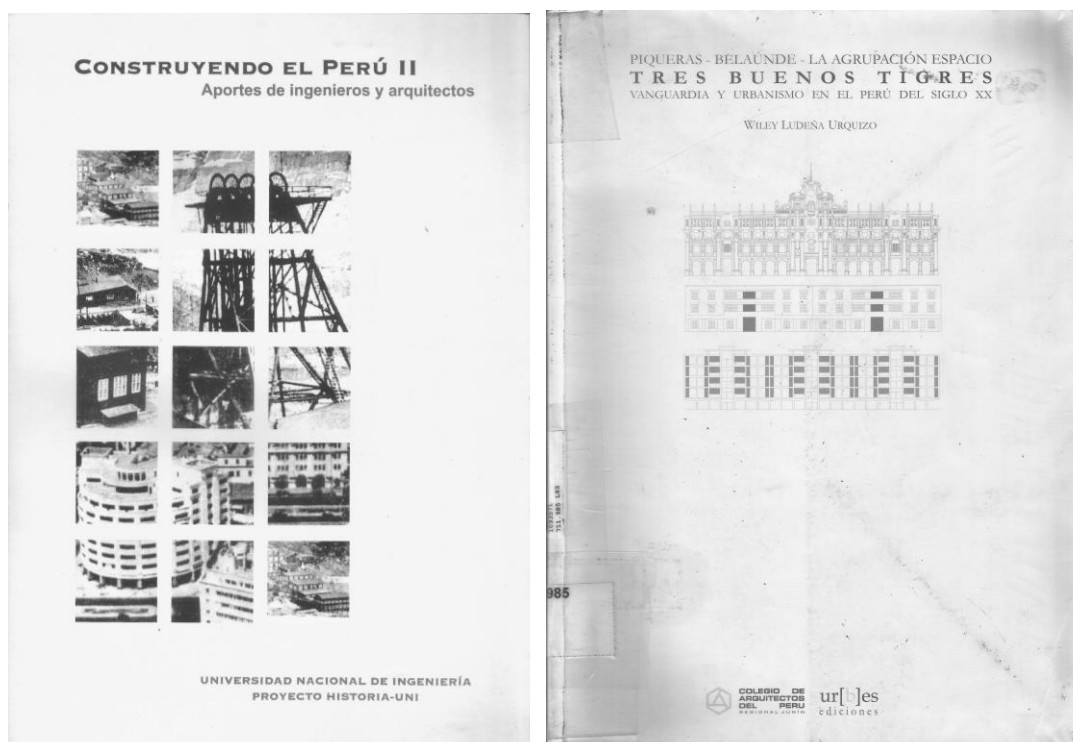 CONSTRUYENDO EL PERÚ II
Aportes de ingenieros y arquitectos
UNIVERSIDAD NACIONAL DE INGENIERÍA
PROYECTO HISTORIA-UNI
PIQUERAS - BELAÚNDE - LA AGRUPACIÓN ESPACIO
TRES BUENOS TIGRES
VANGUARDIA Y URBANISMO EN EL PERÚ DEL SIGLO XX
WILEY LUDEÑA URQUIZO
985
COLEGIO DE
ARQUITECTOS
DEL PERU
REGIONAL JUNIN
ur[b]es
ediciones